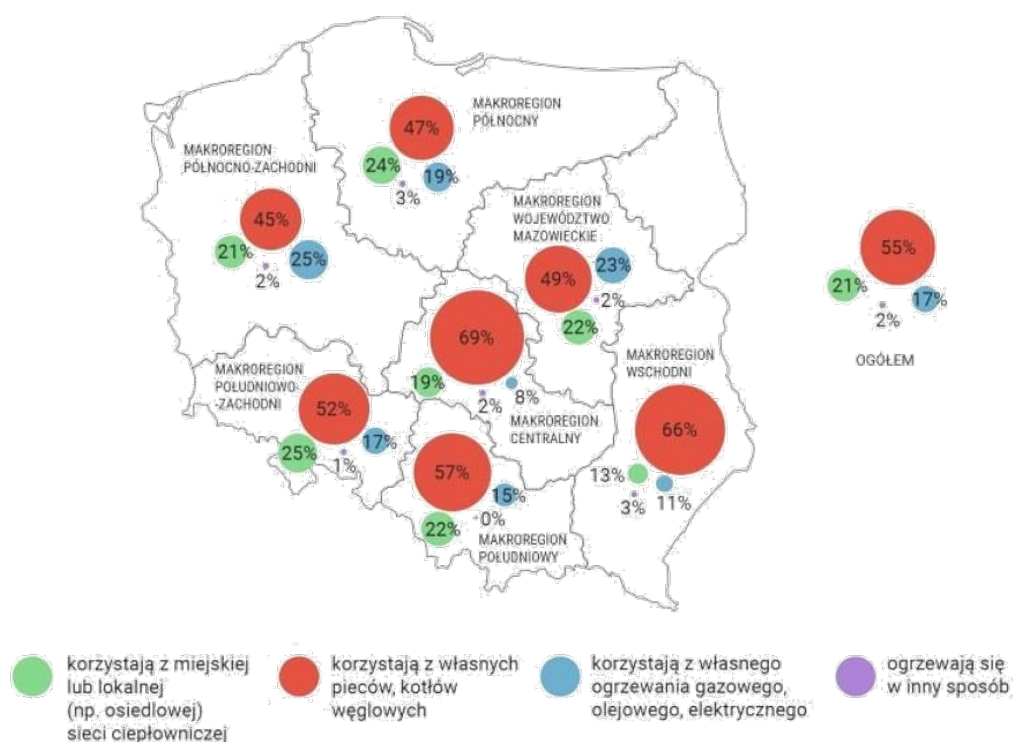 MAKROREGION
PÓŁNOCNY
47%
24%
19%
3%
MAKROREGION
PÓŁNOCNO-ZACHODNI
45%
21%
25%
2%
MAKROREGION
WOJEWÓDZTWO
MAZOWIECKIE
23%
49%
2%
22%
55%
21%
17%
2%
OGÓŁEM
69%
19%
8%
2%
MAKROREGION
CENTRALNY
MAKROREGION
WSCHODNI
66%
13%
11%
3%
MAKROREGION
POŁUDNIOWO
-ZACHODNI
52%
17%
25%
1%
57%
15%
0%
22%
MAKROREGION
POŁUDNIOWY
korzystają z miejskiej
lub lokalnej
(np. osiedlowej)
sieci ciepłowniczej
korzystają z własnych
pieców, kotłów
węglowych
korzystają z własnego
ogrzewania gazowego,
olejowego, elektrycznego
ogrzewają się
w inny sposób